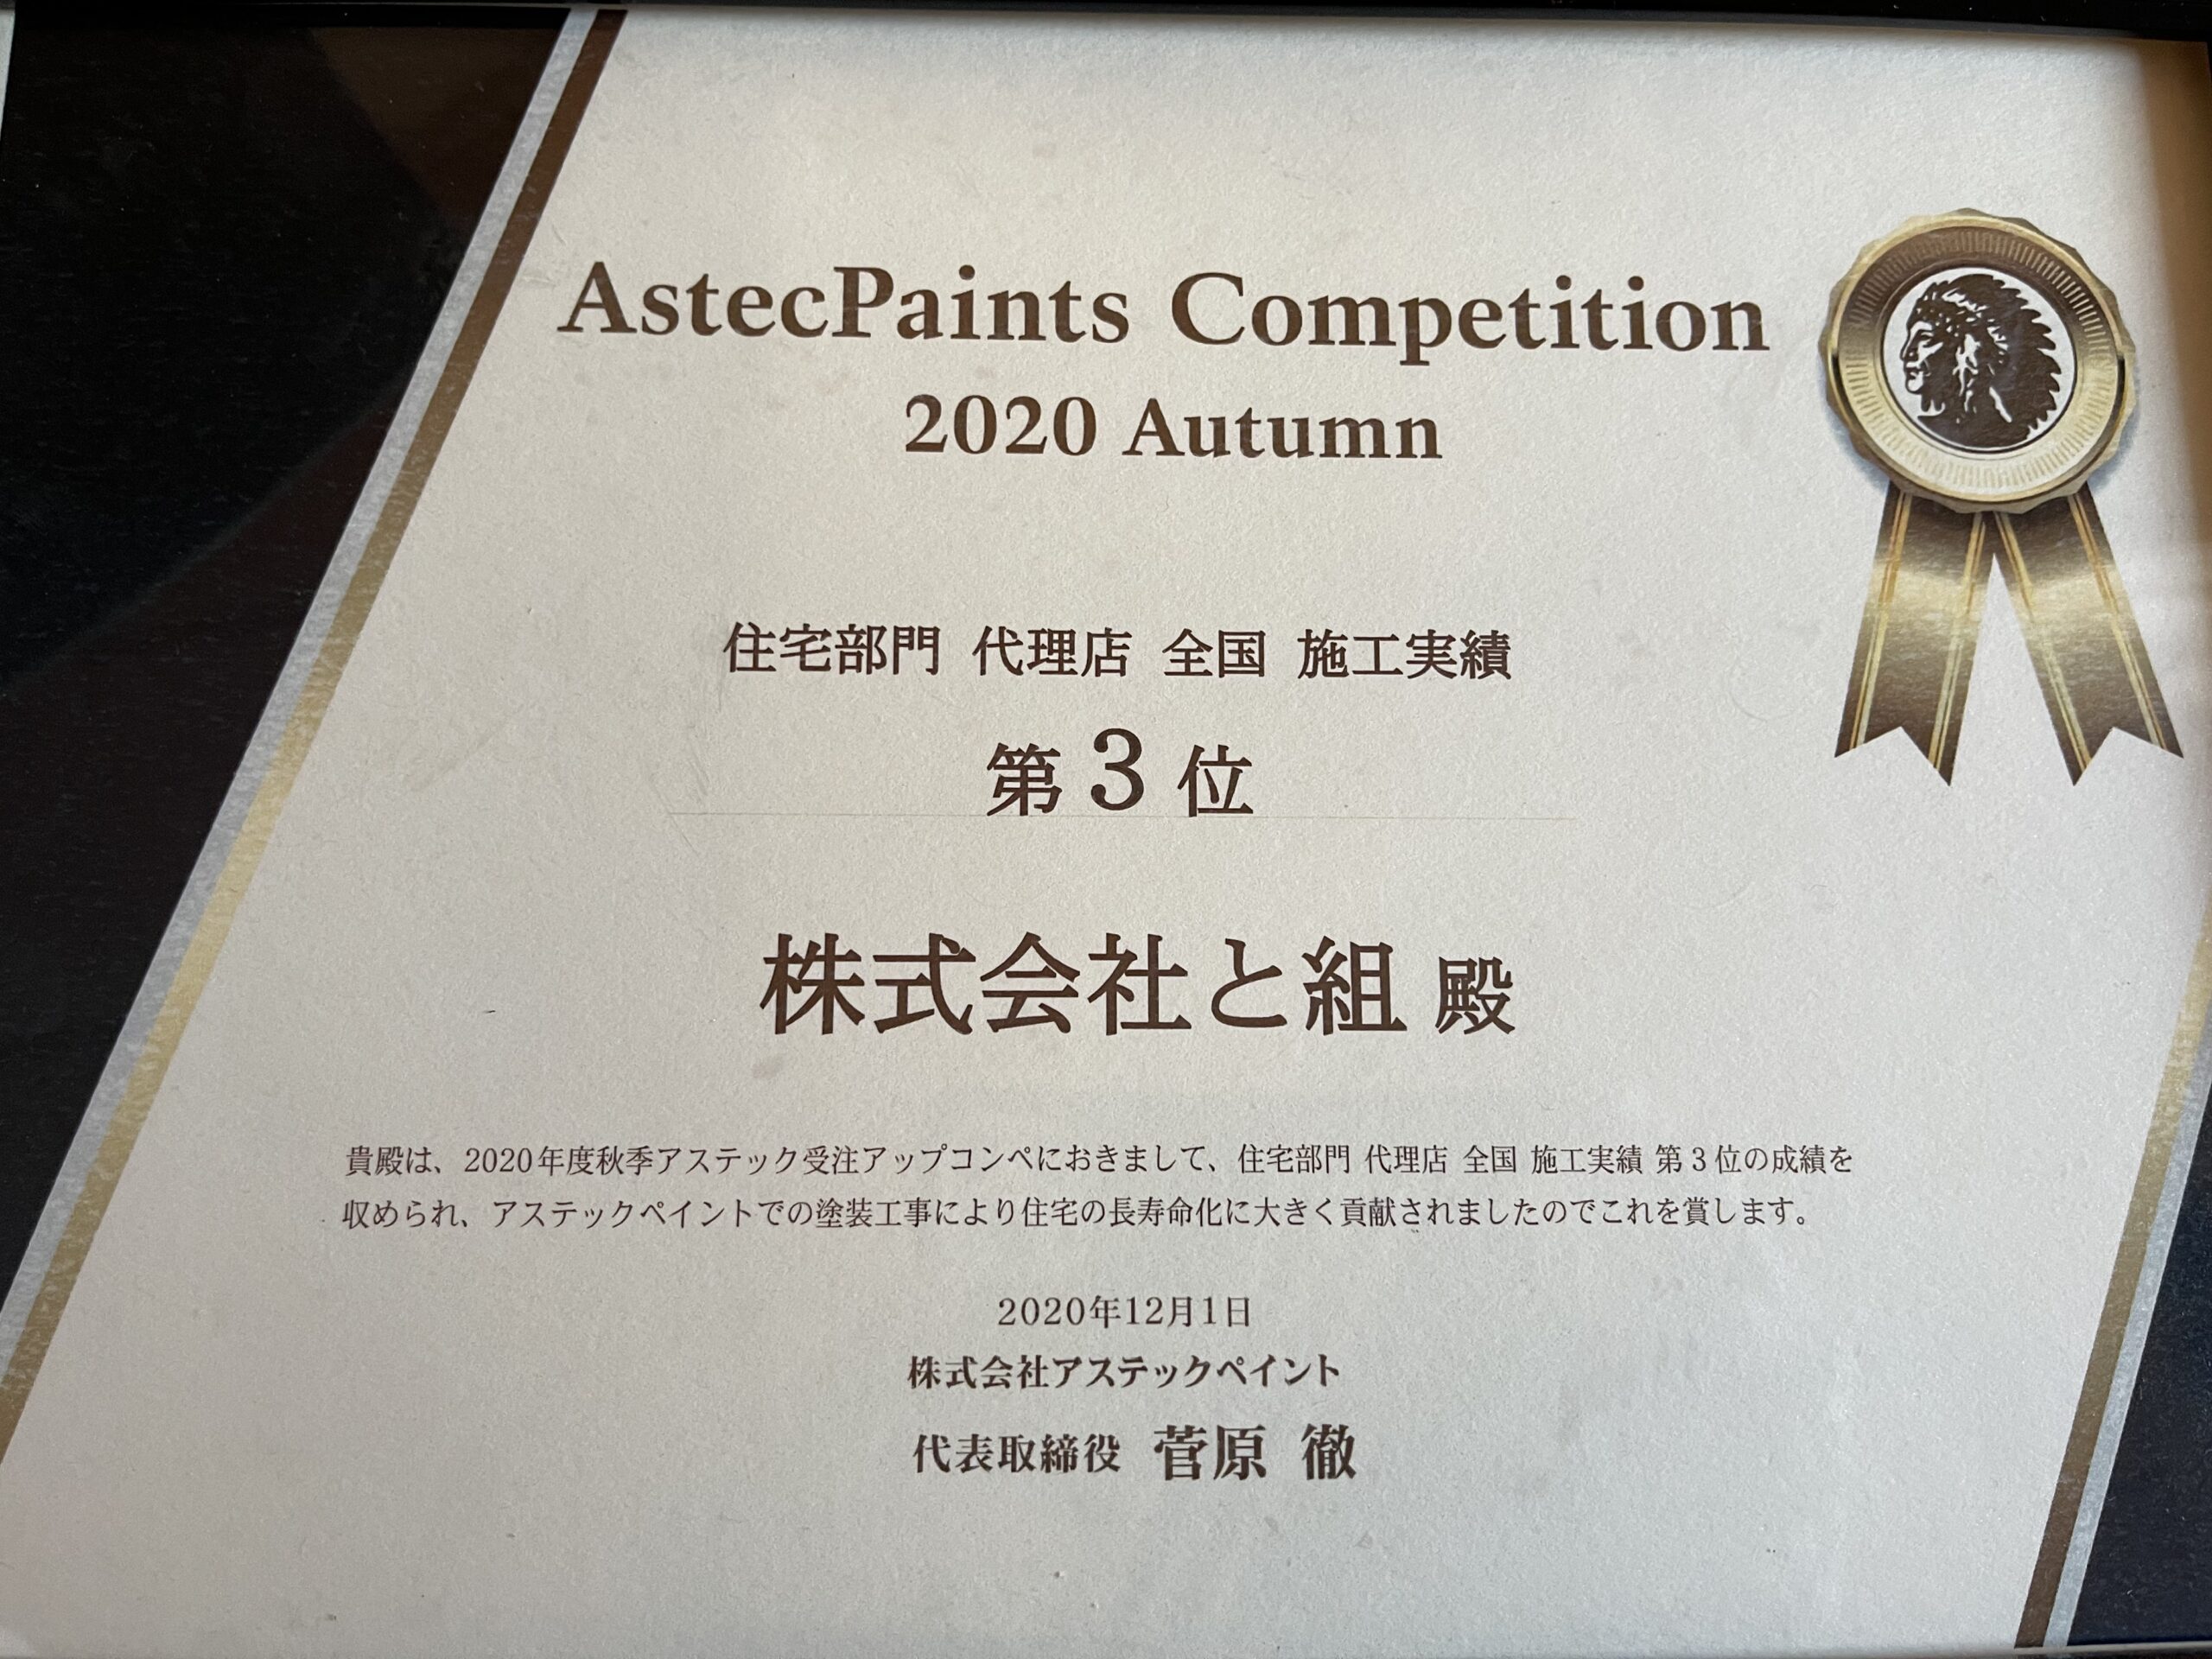 AstecPaints Competition
2020 Autumn
住宅部門 代理店 全国 施工実績
第3位
株式会社と組 殿
貴殿は、2020年度秋季アステック受注アップコンペにおきまして、住宅部門 代理店 全国 施工実績 第3位の成績を
収められ、アステックペイントでの塗装工事により住宅の長寿命化に大きく貢献されましたのでこれを賞します。
2020年12月1日
株式会社アステックペイント
代表取締役 菅原 徹